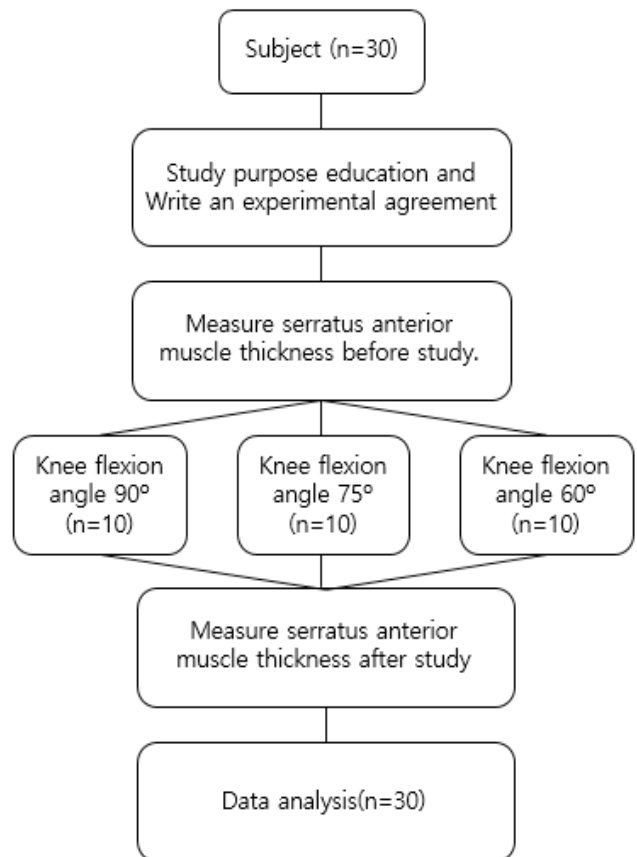 Subject (n=30)
Study purpose education and
Write an experimental agreement
Measure serratus anterior
muscle thickness before study.
Knee flexion
angle 90º
(n=10)
Knee flexion
angle 75º
(n=10)
Knee flexion
angle 60º
(n=10)
Measure serratus anterior
muscle thickness after study
Data analysis(n=30)